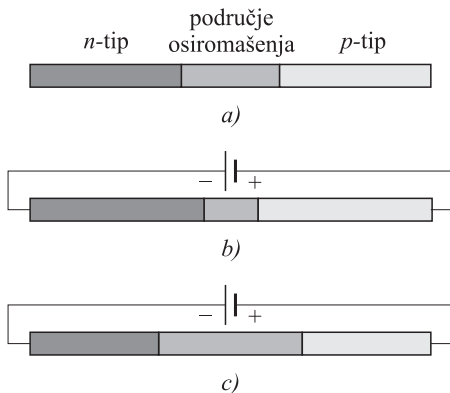 područje
n-tip osiromašenja p-tip
a)
− +
b)
− +
c)